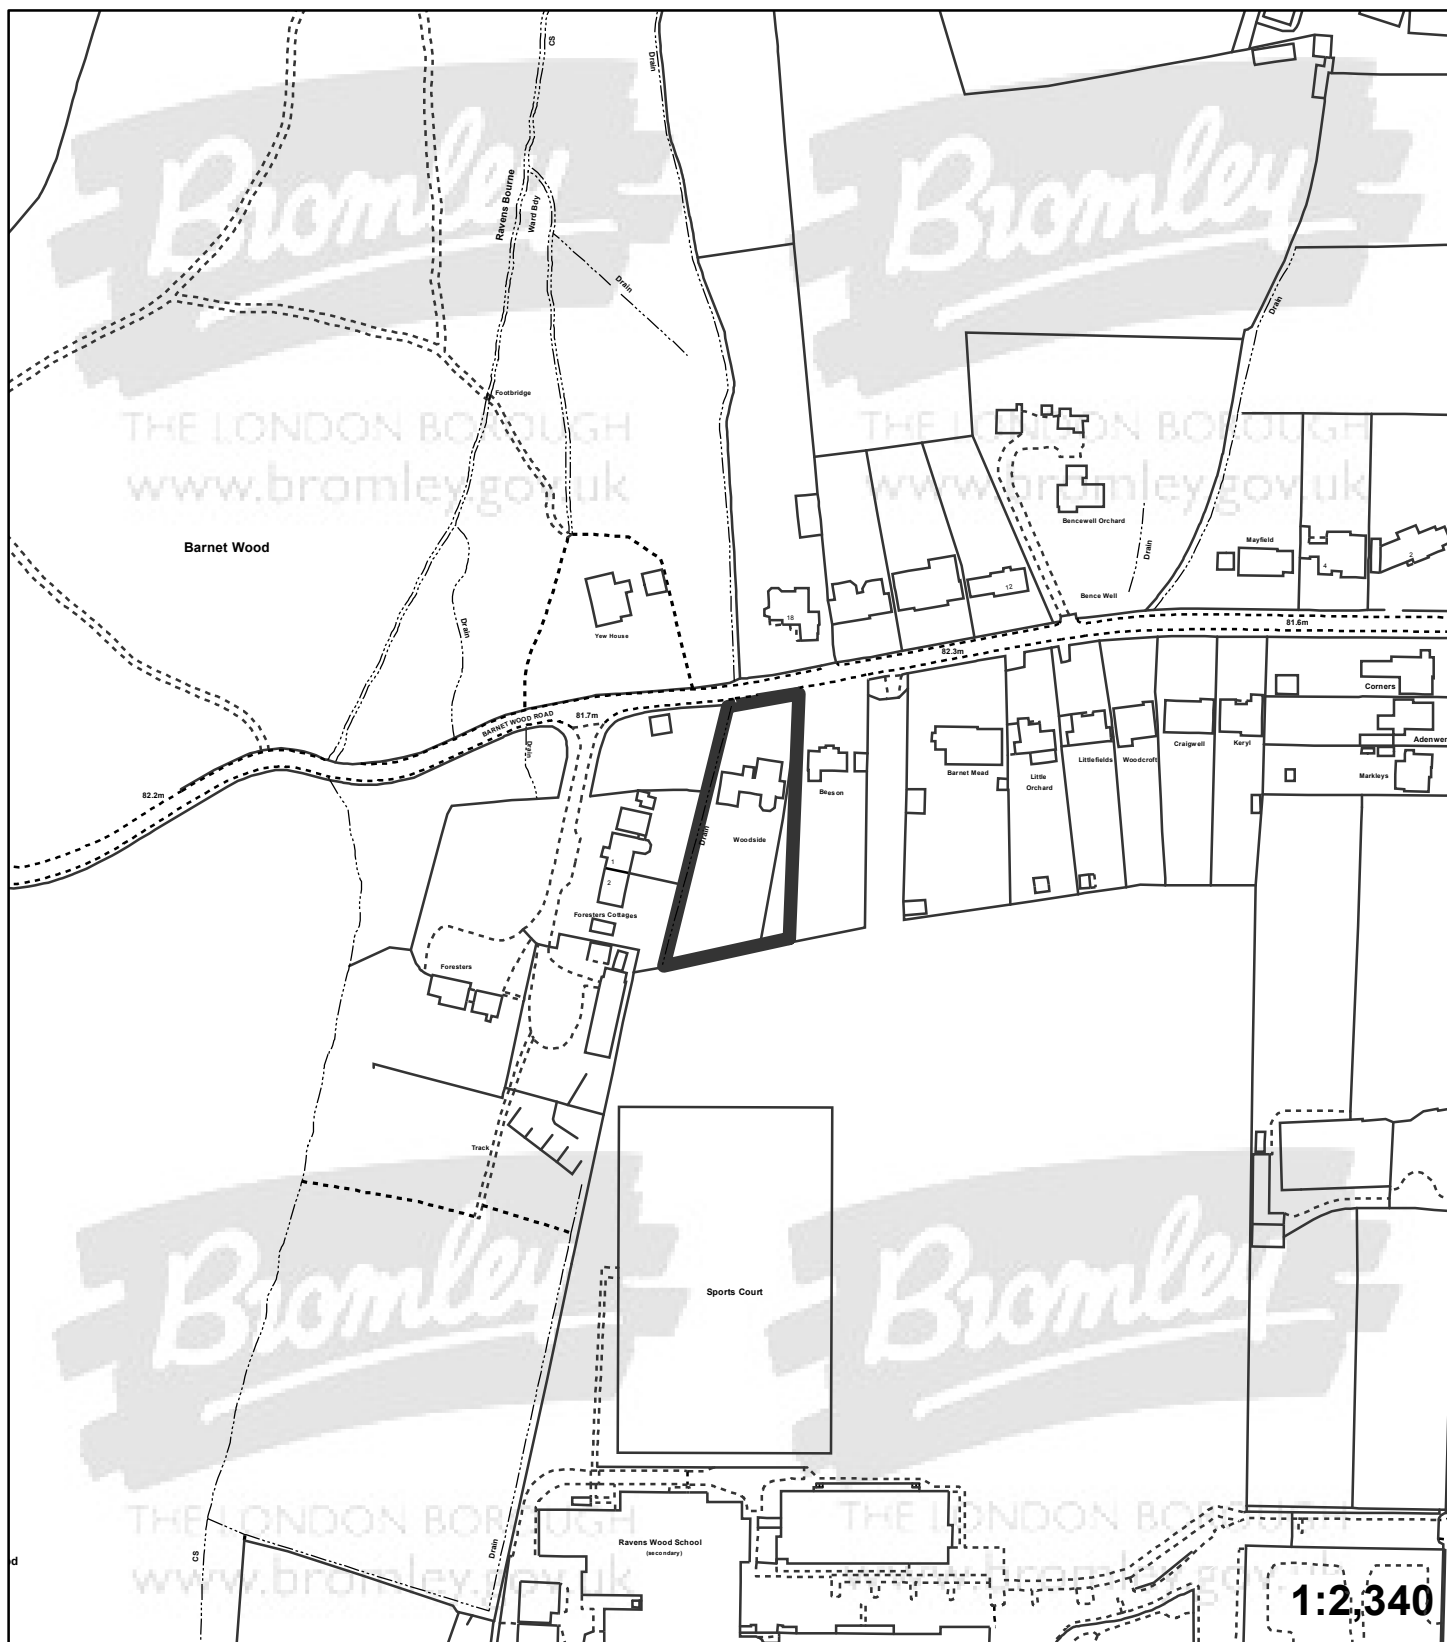 CS
Drain
Bromley
Bromley
Ravens Bourne
Ward Bdy
Drain
Drain
Footbridge
THE LONDON BOROUGH
www.bromley.gov.uk
THE LONDON BOROUGH
www.bromley.gov.uk
Bencewell Orchard
Barnet Wood
Drain
Mayfield
4
2
Bence Well
12
18
Yew House
Drain
82.3m
81.6m
BARNET WOOD ROAD
81.7m
Drain
82.2m
Corners
Adenwer
Markleys
Keryl
Craigwell
Woodcroft
Littlefields
Little
Orchard
Barnet Mead
Beeson
Woodside
Drain
1
2
Foresters Cottages
Foresters
Track
Bromley
Bromley
Sports Court
THE LONDON BOROUGH
www.bromley.gov.uk
THE LONDON BOROUGH
www.bromley.gov.uk
Ravens Wood School
(secondary)
Drain
CS
d
1:2,340